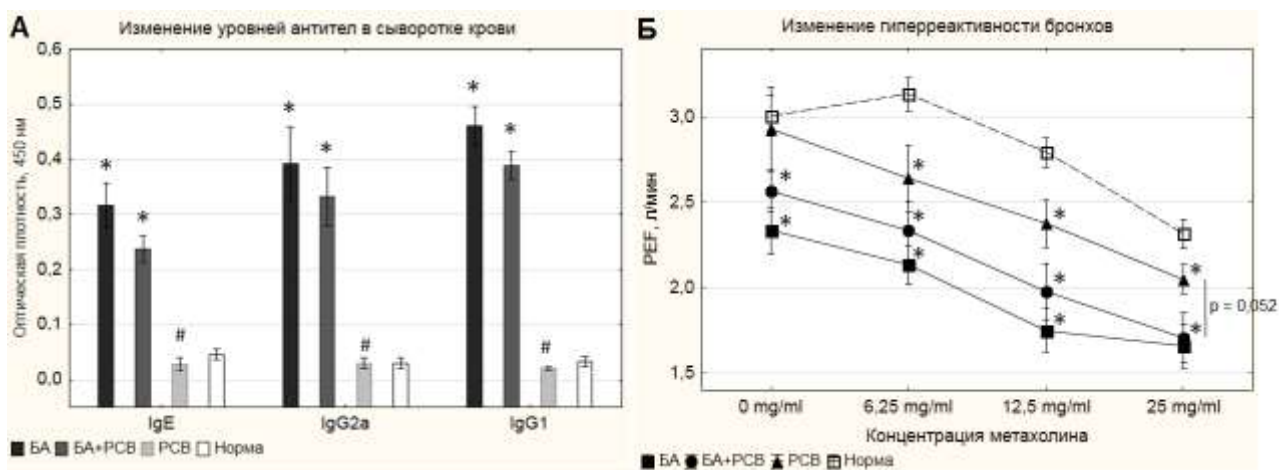 А
Изменение уровней антител в сыворотке крови
Оптическая плотность, 450 нм
0,6
0,5
0,4
0,3
0,2
0,1
0,0
* * #
* * #
* * #
IgE IgG2a IgG1
БА БА+РСВ РСВ Норма
Б
Изменение гиперреактивности бронхов
PEF, л/мин
3,0
2,5
2,0
1,5
* *
* * *
* * *
* *
p = 0,052
0 mg/ml 6,25 mg/ml 12,5 mg/ml 25 mg/ml
Концентрация метахолина
БА БА+РСВ РСВ Норма